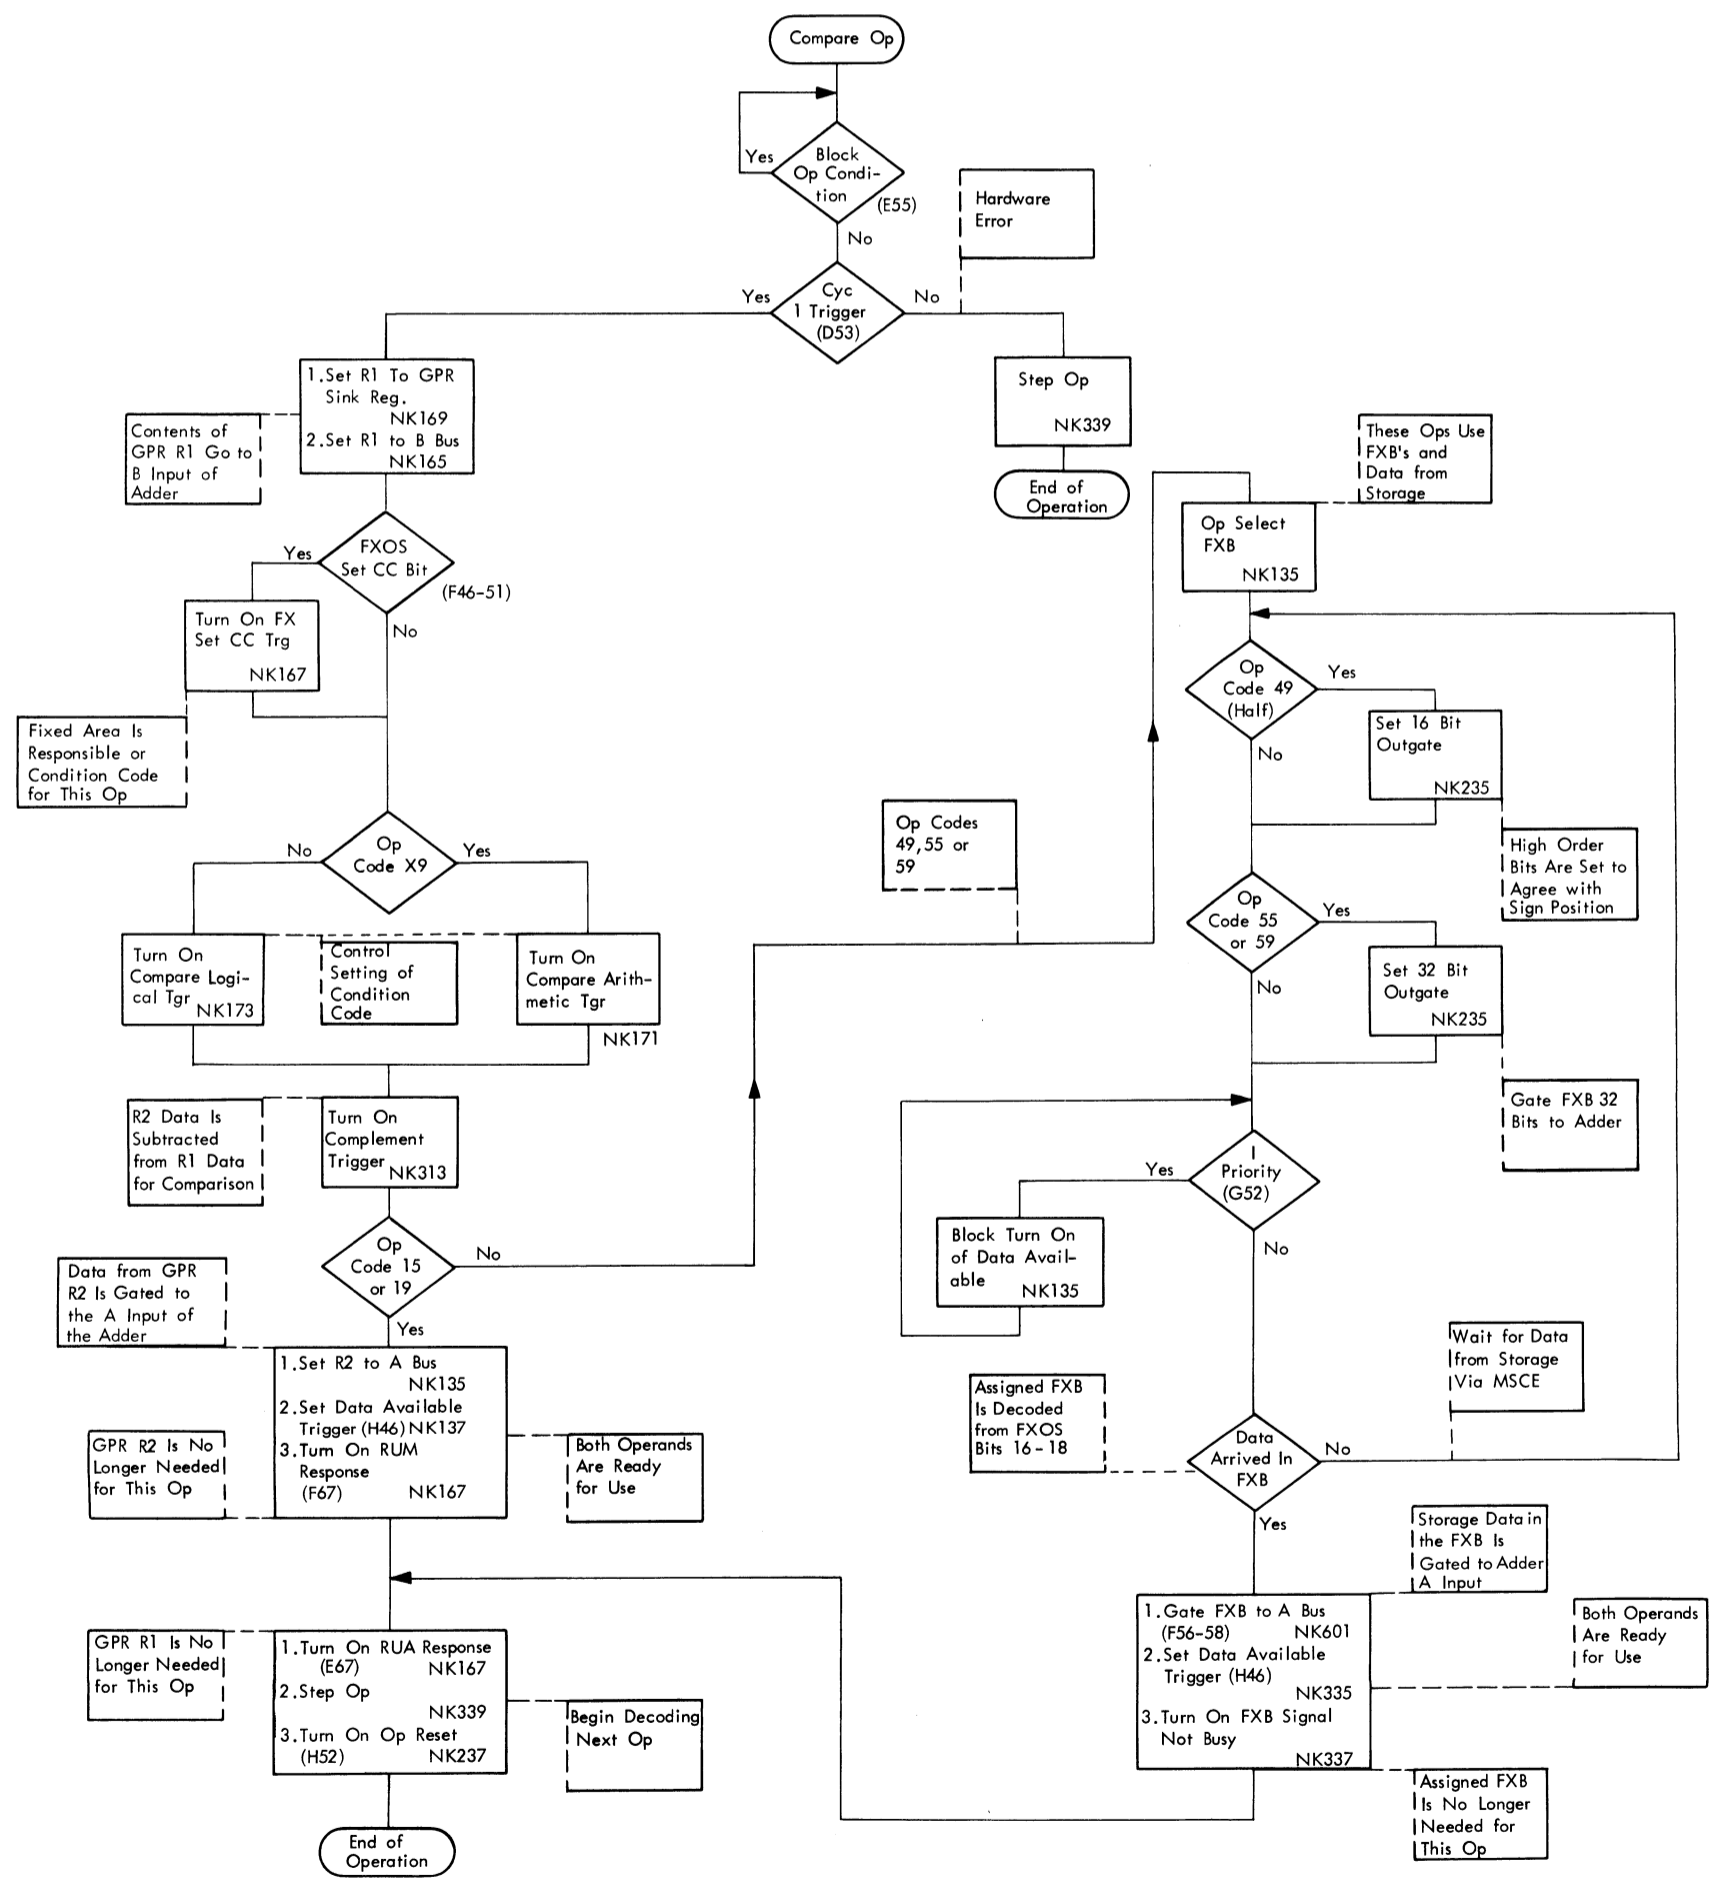 Compare Op
Yes
Block
Op Condi-
tion
(E55)
No
Hardware
Error
Yes
Cyc
1 Trigger
(D53)
No
1.Set R1 To GPR
Sink Reg.
NK169
2.Set R1 to B Bus
NK165
Contents of
GPR R1 Go to
B Input of
Adder
Step Op
NK339
End of
Operation
These Ops Use
FXB's and
Data from
Storage
Op Select
FXB
NK135
Yes
FXOS
Set CC Bit
(F46-51)
No
Turn On FX
Set CC Trg
NK167
Fixed Area Is
Responsible or
Condition Code
for This Op
Op
Code 49
(Half)
Yes
No
Set 16 Bit
Outgate
NK235
High Order
Bits Are Set to
Agree with
Sign Position
No
Op
Code X9
Yes
Op Codes
49,55 or
59
Op
Code 55
or 59
Yes
No
Set 32 Bit
Outgate
NK235
Turn On
Compare Logi-
cal Tgr
NK173
Control
Setting of
Condition
Code
Turn On
Compare Arith-
metic Tgr
NK171
Gate FXB 32
Bits to Adder
R2 Data Is
Subtracted
from R1 Data
for Comparison
Turn On
Complement
Trigger
NK313
Yes
I
Priority
(G52)
No
Block Turn On
of Data Avail-
able
NK135
Op
Code 15
or 19
No
Yes
Data from GPR
R2 Is Gated to
the A Input of
the Adder
1.Set R2 to A Bus
NK135
2.Set Data Available
Trigger (H46) NK137
3.Turn On RUM
Response
(F67) NK167
GPR R2 Is No
Longer Needed
for This Op
Both Operands
Are Ready
for Use
Assigned FXB
Is Decoded
from FXOS
Bits 16-18
Wait for Data
from Storage
Via MSCE
Data
Arrived In
FXB
No
Yes
Storage Data in
the FXB Is
Gated to Adder
A Input
1.Gate FXB to A Bus
(F56-58) NK601
2.Set Data Available
Trigger (H46)
NK335
3.Turn On FXB Signal
Not Busy
NK337
Both Operands
Are Ready
for Use
GPR R1 Is No
Longer Needed
for This Op
1.Turn On RUA Response
(E67) NK167
2.Step Op
NK339
3.Turn On Op Reset
(H52) NK237
Begin Decoding
Next Op
Assigned FXB
Is No Longer
Needed for
This Op
End of
Operation